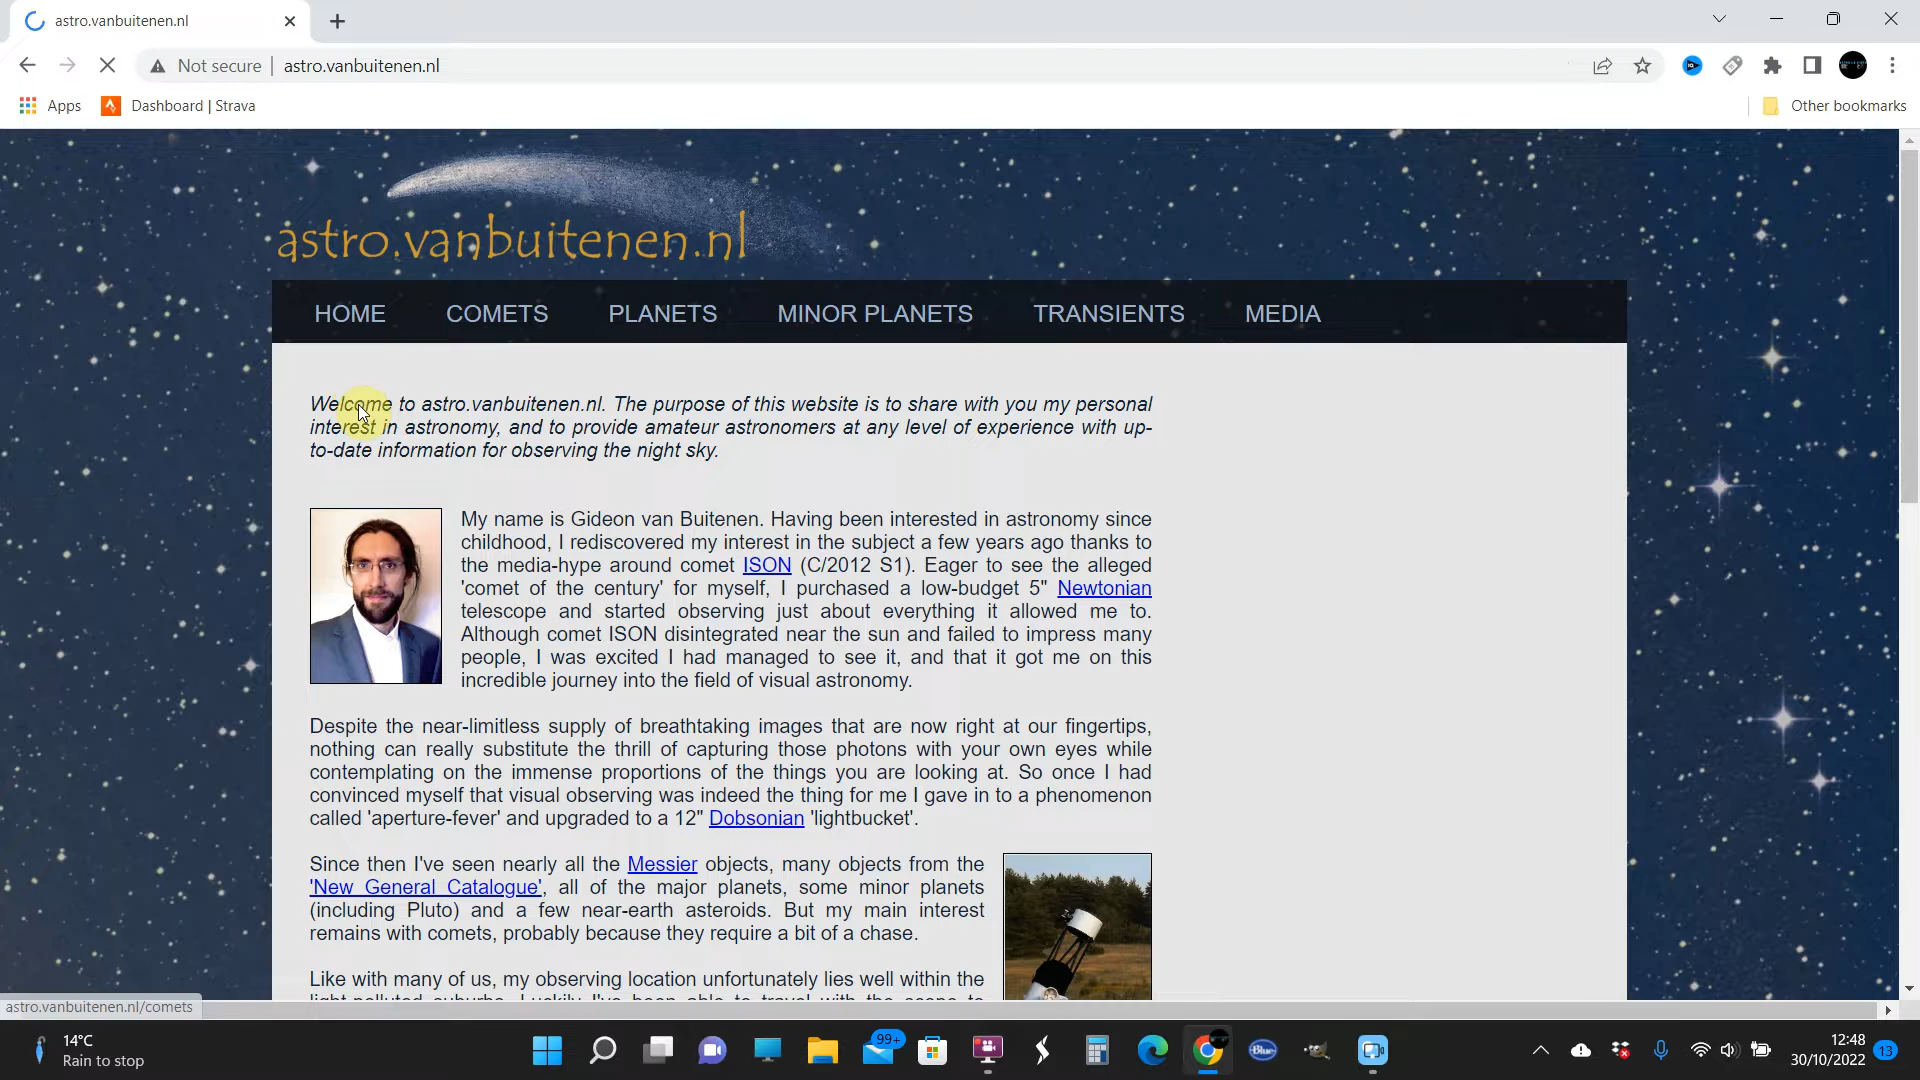 astro.vanbuitenen.nl
Not secure | astro.vanbuitenen.nl
Apps
Dashboard | Strava
Other bookmarks
astro.vanbuitenen.nl
HOME COMETS PLANETS MINOR PLANETS TRANSIENTS MEDIA
Welcome to astro.vanbuitenen.nl. The purpose of this website is to share with you my personal
interest in astronomy, and to provide amateur astronomers at any level of experience with up-
to-date information for observing the night sky.
My name is Gideon van Buitenen. Having been interested in astronomy since
childhood, I rediscovered my interest in the subject a few years ago thanks to
the media-hype around comet ISON (C/2012 S1). Eager to see the alleged
'comet of the century' for myself, I purchased a low-budget 5" Newtonian
telescope and started observing just about everything it allowed me to.
Although comet ISON disintegrated near the sun and failed to impress many
people, I was excited I had managed to see it, and that it got me on this
incredible journey into the field of visual astronomy.
Despite the near-limitless supply of breathtaking images that are now right at our fingertips,
nothing can really substitute the thrill of capturing those photons with your own eyes while
contemplating on the immense proportions of the things you are looking at. So once I had
convinced myself that visual observing was indeed the thing for me I gave in to a phenomenon
called 'aperture-fever' and upgraded to a 12" Dobsonian 'lightbucket'.
Since then I've seen nearly all the Messier objects, many objects from the
'New General Catalogue', all of the major planets, some minor planets
(including Pluto) and a few near-earth asteroids. But my main interest
remains with comets, probably because they require a bit of a chase.
Like with many of us, my observing location unfortunately lies well within the
astro.vanbuitenen.nl/comets
14°C
Rain to stop
99+
Blue
12:48
30/10/2022
13